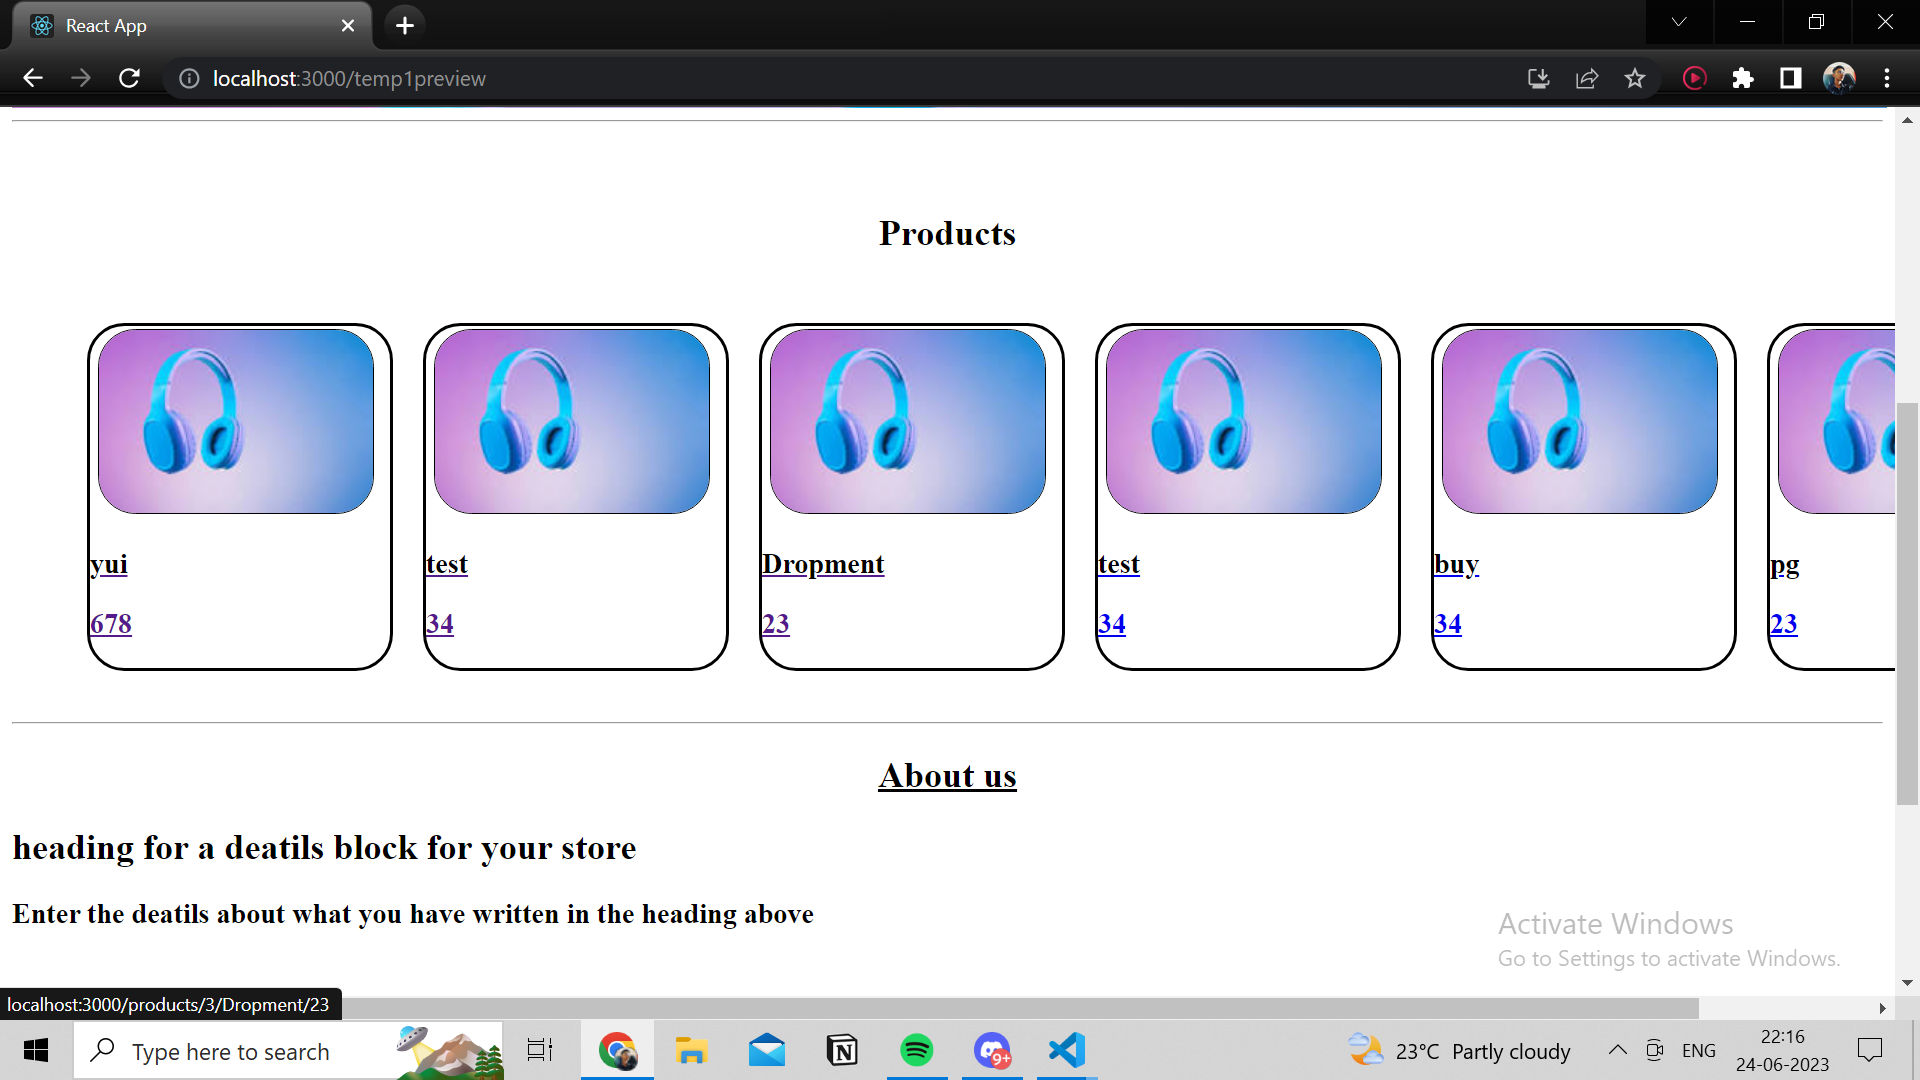 React App
localhost:3000/temp1preview
Products
yui test Dropment test buy pg
678 34 23 34 34 23
About us
heading for a deatils block for your store
Enter the deatils about what you have written in the heading above
Activate Windows
Go to Settings to activate Windows.
localhost:3000/products/3/Dropment/23
Type here to search
9+
23°C Partly cloudy
ENG
22:16
24-06-2023